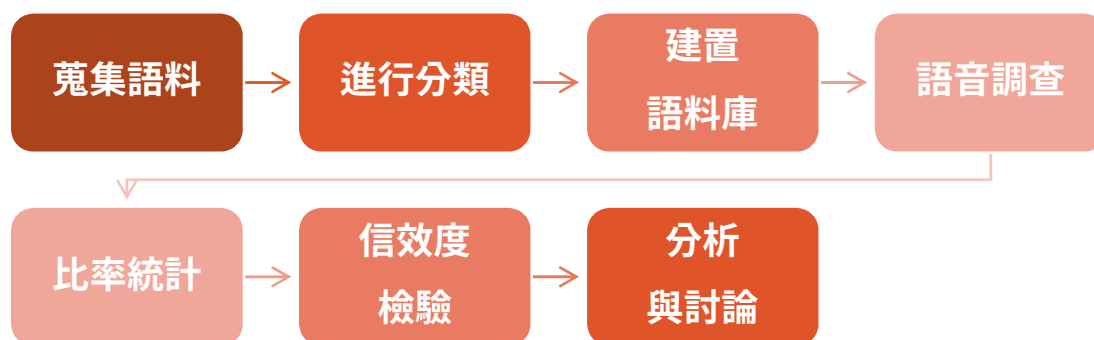 蒐集語料
進行分類
建置
語料庫
語音調查
比率統計
信效度
檢驗
分析
與討論